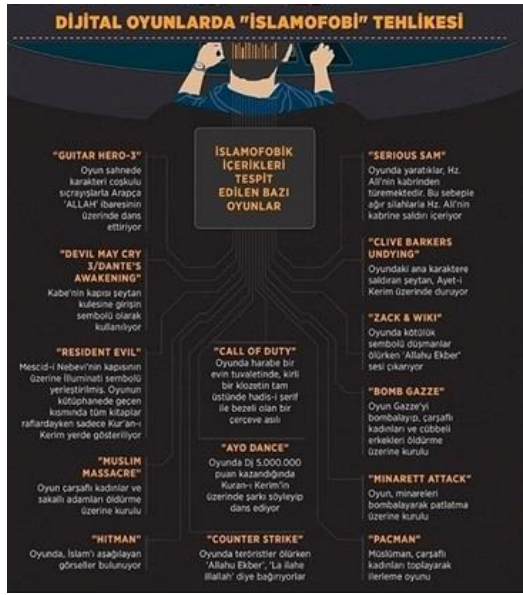 DİJİTAL OYUNLARDA "İSLAMOFOBİ" TEHLİKESİ
İSLAMOFOBİK
İÇERİKLERİ
TESPİT
EDİLEN BAZI
OYUNLAR
"GUITAR HERO-3"
Oyun sahnede
karakteri coşkulu
sıçrayışlarla Arapça
'ALLAH' ibaresinin
üzerinde dans
ettiriyor
"DEVIL MAY CRY
3/DANTE'S
AWAKENING"
Kabe'nin kapısı şeytan
kulesine girişin
sembolü olarak
kullanılıyor
"RESIDENT EVIL"
Mescid-i Nebevi'nin kapısının
üzerine İlluminati sembolü
yerleştirilmiş. Oyunun
kütüphanede geçen
kısmında tüm kitaplar
raflardayken sadece Kur'an-ı
Kerim yerde gösteriliyor
"MUSLIM
MASSACRE"
Oyun çarşaflı kadınlar ve
sakallı adamları öldürme
üzerine kurulu
"HITMAN"
Oyunda, İslam'ı aşağılayan
görseller bulunuyor
"CALL OF DUTY"
Oyunda harabe bir
evin tuvaletinde, kirli
bir klozetin tam
üstünde hadis-i şerif
ile bezeli olan bir
çerçeve asılı
"AYO DANCE"
Oyunda Dj 5.000.000
puan kazandığında
Kuran-ı Kerim'in
üzerinde şarkı söyleyip
dans ediyor
"COUNTER STRIKE"
Oyunda teröristler ölürken
'Allahu Ekber', 'La ilahe
illallah' diye bağırıyorlar
"SERIOUS SAM"
Oyunda yaratıklar, Hz.
Ali'nin kabrinden
türemektedir. Bu sebeple
ağır silahlarla Hz. Ali'nin
kabrine saldırı içeriyor
"CLIVE BARKERS
UNDYING"
Oyundaki ana karaktere
saldıran şeytan, Ayet-i
Kerim üzerinde duruyor
"ZACK & WIKI"
Oyunda kötülük
sembolü düşmanlar
ölürken 'Allahu Ekber'
sesi çıkarıyor
"BOMB GAZZE"
Oyun Gazze'yi
bombalayıp, çarşaflı
kadınları ve cübbeli
erkekleri öldürme
üzerine kurulu
"MINARETT ATTACK"
Oyun, minareleri
bombalayarak patlatma
üzerine kurulu
"PACMAN"
Müslüman, çarşaflı
kadınları toplayarak
ilerleme oyunu